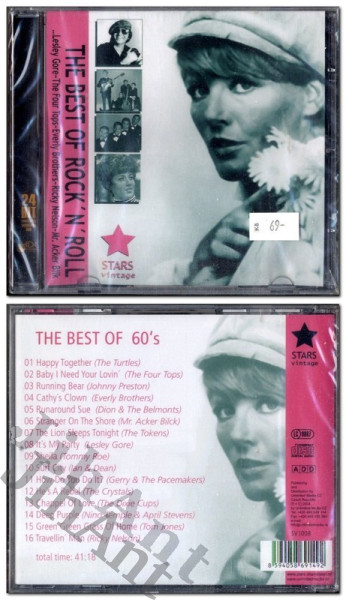 THE BEST OF ROCK´N´ROLL
...Lesley Gore-The Four Tops-Everly Brothers-Ricky Nelson-Mr. Acker Bilk
24 BIT
69-
STARS
vintage
THE BEST OF 60's
STARS
vintage
01 Happy Together (The Turtles)
02 Baby I Need Your Lovin´ (The Four Tops)
03 Running Bear (Johnny Preston)
04 Cathy's Clown (Everly Brothers)
05 Runaround Sue (Dion & The Belmonts)
06 Stranger On The Shore (Mr. Acker Bilk)
07 The Lion Sleeps Tonight (The Tokens)
08 It's My Party (Lesley Gore)
09 Sheila (Tommy Roe)
10 Surf City (Jan & Dean)
11 How Do You Do It? (Gerry & The Pacemakers)
12 He's A Rebel (The Crystals)
13 Chapel Of Love (The Dixie Cups)
14 Deep Purple (Nino Tempo & April Stevens)
15 Green Green Grass Of Home (Tom Jones)
16 Travellin´ Man (Ricky Nelson)
total time: 41:18
8 594058 691492